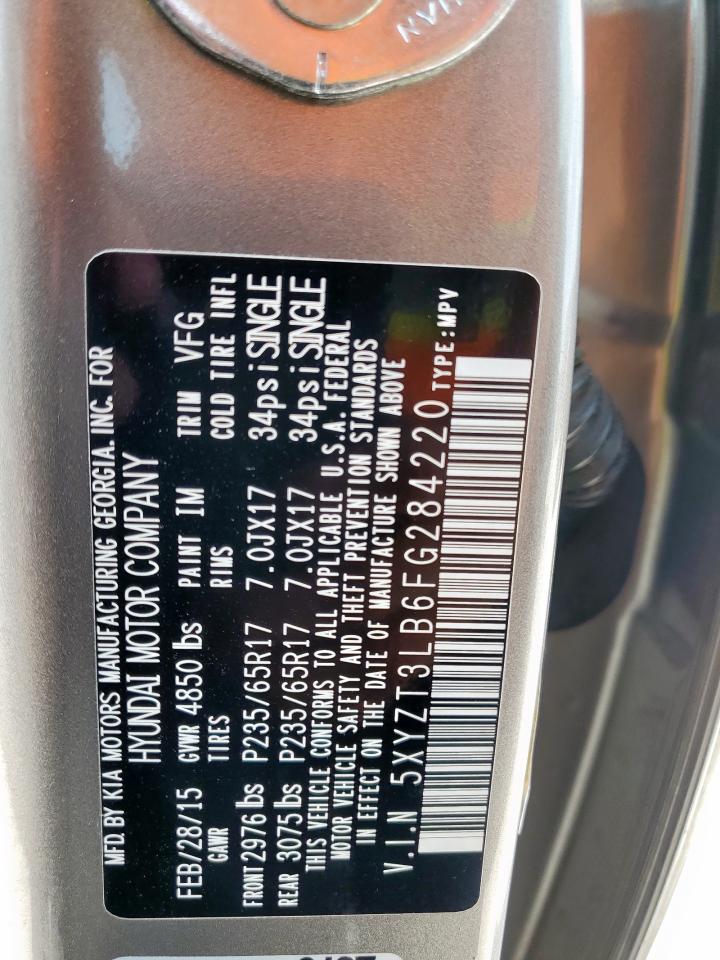 MFD. BY KIA MOTORS MANUFACTURING GEORGIA. INC. FOR
HYUNDAI MOTOR COMPANY
FEB/28/15 GVWR 4850 lbs PAINT IM TRIM VFG
GAWR TIRES RIMS COLD TIRE INFL
FRONT 2976 lbs P235/65R17 7.0JX17 34psi SINGLE
REAR 3075 lbs P235/65R17 7.0JX17 34psi SINGLE
THIS VEHICLE CONFORMS TO ALL APPLICABLE U.S.A. FEDERAL
MOTOR VEHICLE SAFETY AND THEFT PREVENTION STANDARDS
IN EFFECT ON THE DATE OF MANUFACTURE SHOWN ABOVE
V.I.N 5XYZT3LB6FG284220 TYPE:MPV